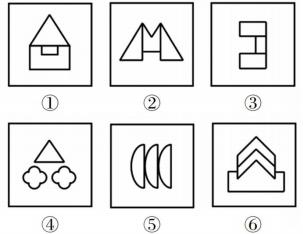 ① ② ③
④ ⑤ ⑥